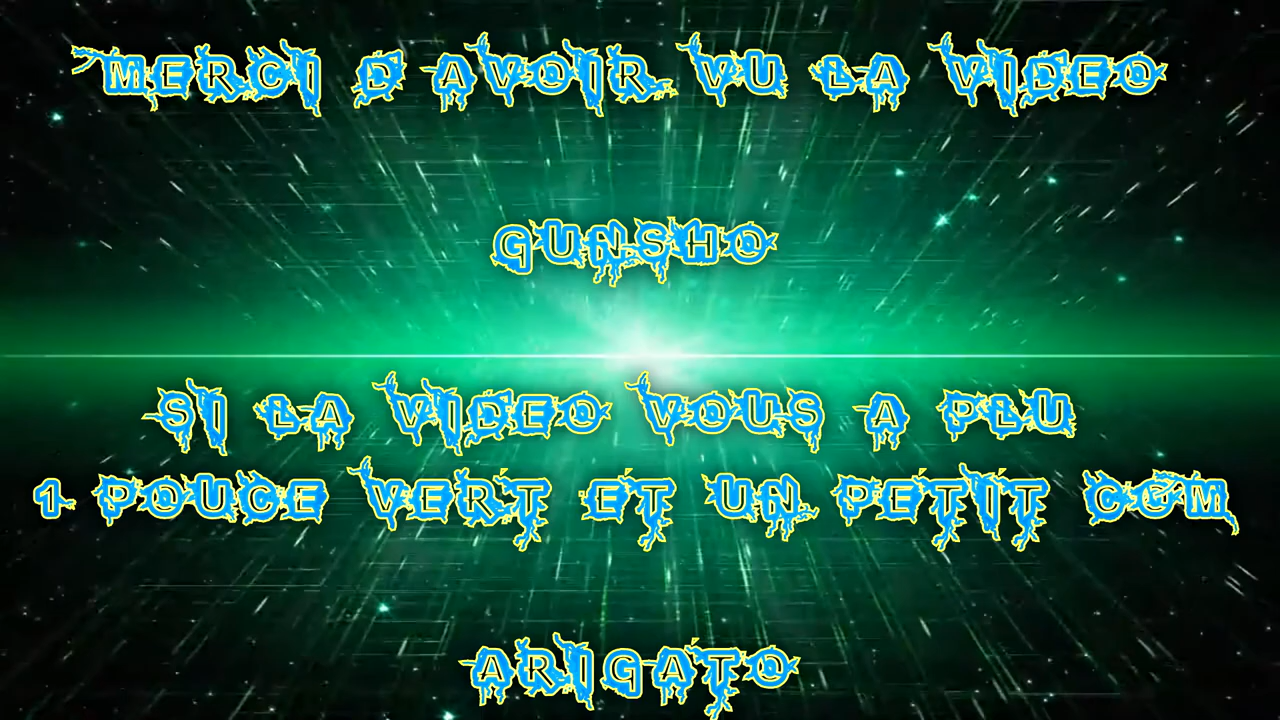 MERCI D AVOIR VU LA VIDEO
GUNSHO
SI LA VIDEO VOUS A PLU
1 POUCE VERT ET UN PETIT COM
ARIGATO